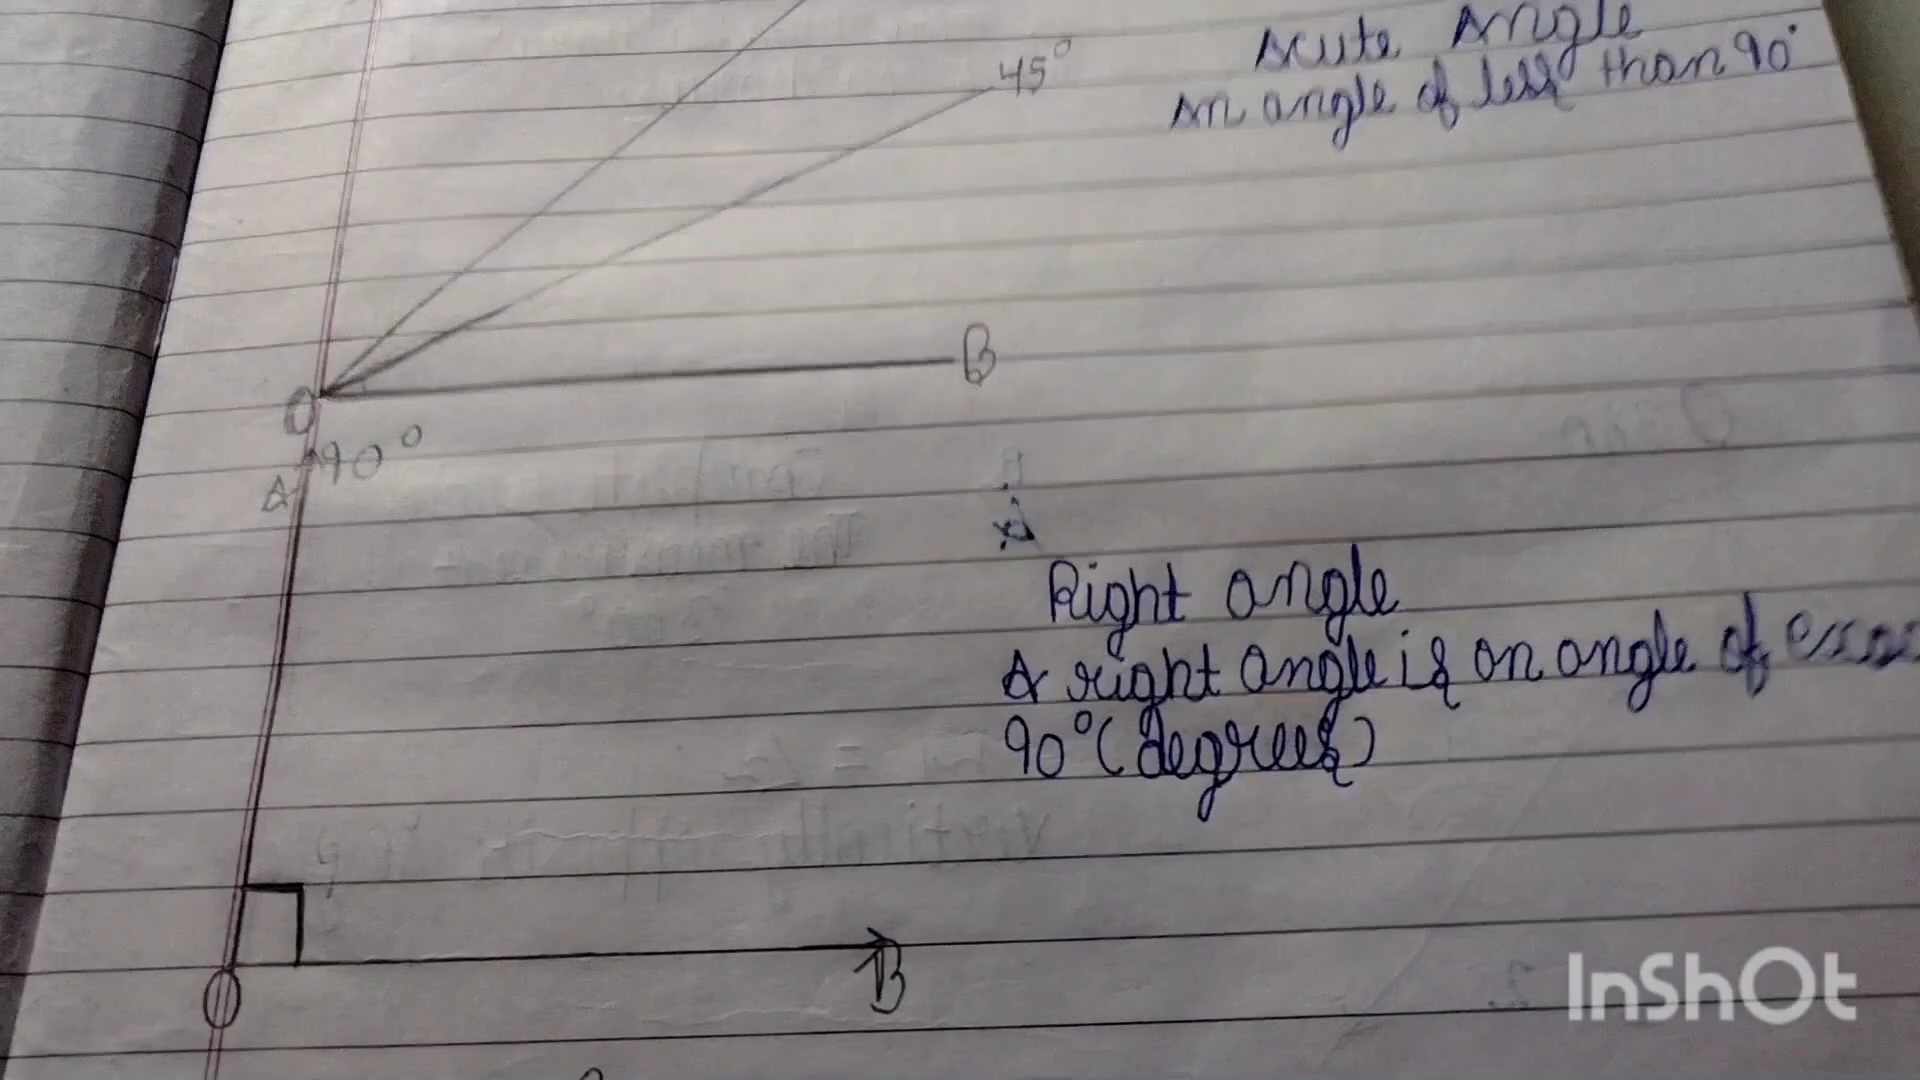 Acute Angle
45°
An angle of less than 90°
B
O
90°
A
Right angle
A right angle is an angle of
90° (degrees)
B
O
InShOt